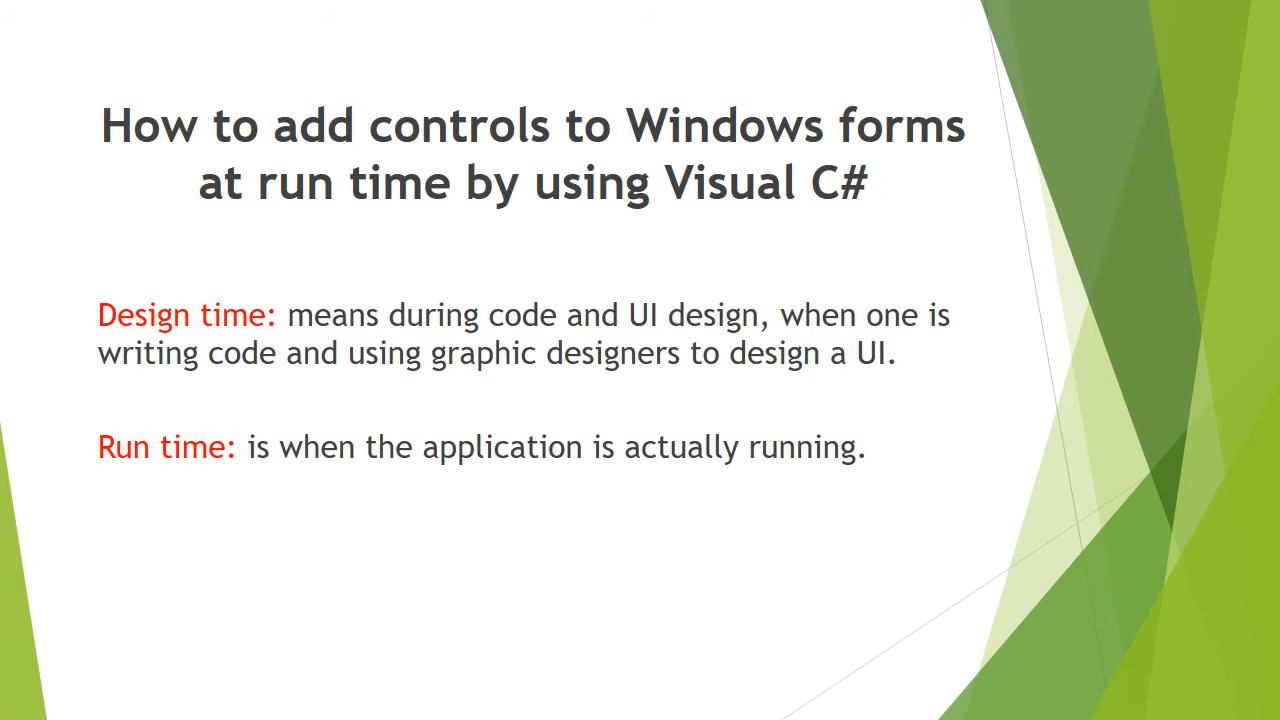 How to add controls to Windows forms
at run time by using Visual C#
Design time: means during code and UI design, when one is
writing code and using graphic designers to design a UI.
Run time: is when the application is actually running.